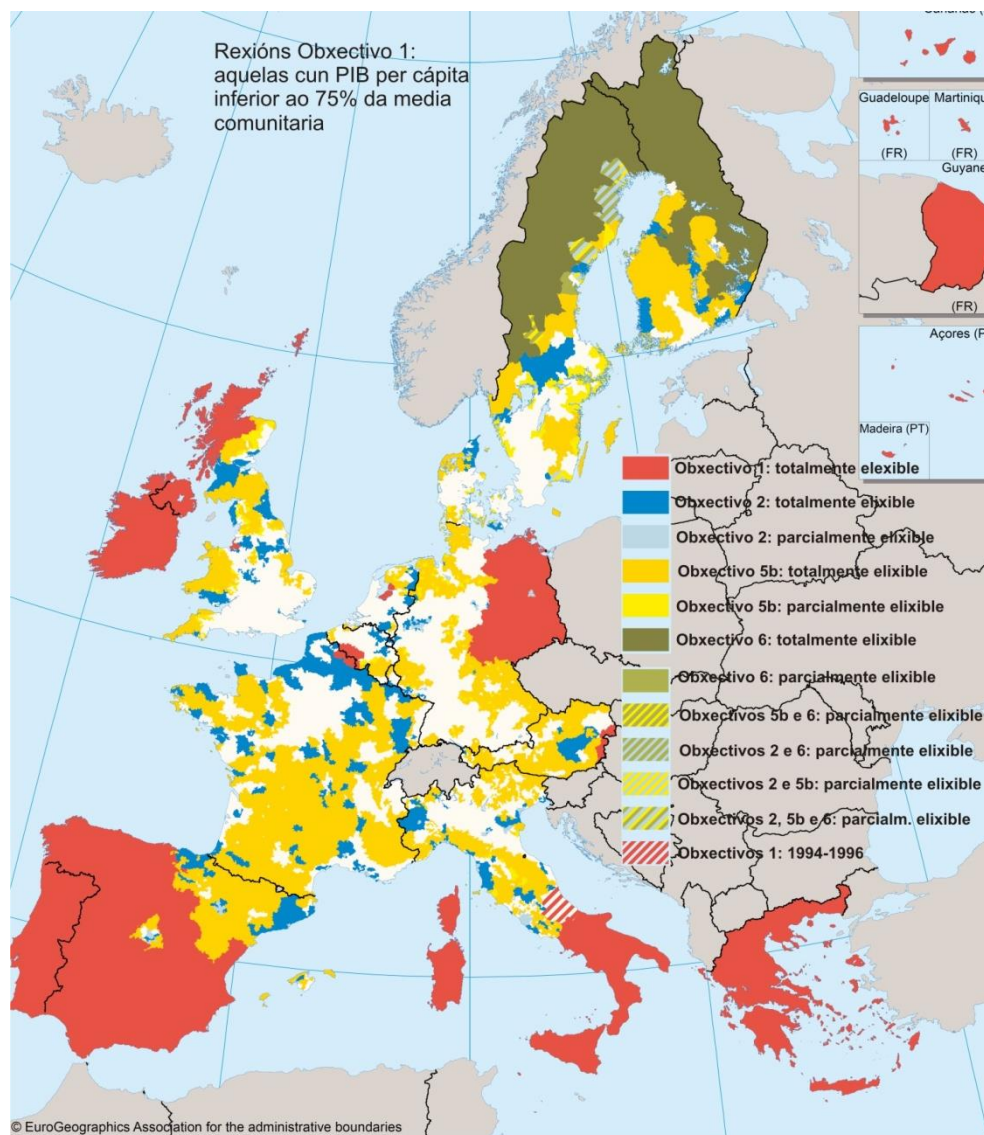 Rexións Obxectivo 1:
aquelas cun PIB per cápita
inferior ao 75% da media
comunitaria
Guadeloupe
Martiniqu
(FR)
(FR)
Guyane
(FR)
Açores (P
Madeira (PT)
Obxectivo 1: totalmente elexible
Obxectivo 2: totalmente elixible
Obxectivo 2: parcialmente elixible
Obxectivo 5b: totalmente elixible
Obxectivo 5b: parcialmente elixible
Obxectivo 6: totalmente elixible
Obxectivo 6: parcialmente elixible
Obxectivos 5b e 6: parcialmente elixible
Obxectivos 2 e 6: parcialmente elixible
Obxectivos 2 e 5b: parcialmente elixible
Obxectivos 2, 5b e 6: parcialm. elixible
Obxectivos 1: 1994-1996
© EuroGeographics Association for the administrative boundaries